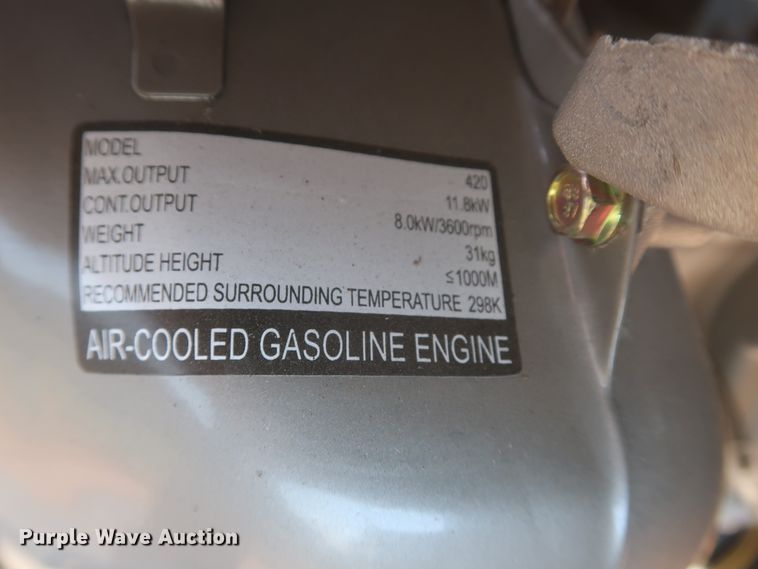 MODEL 420
MAX.OUTPUT 11.8kW
CONT.OUTPUT 8.0kW/3600rpm
WEIGHT 31kg
ALTITUDE HEIGHT ≤1000M
RECOMMENDED SURROUNDING TEMPERATURE 298K
AIR-COOLED GASOLINE ENGINE
Purple Wave Auction